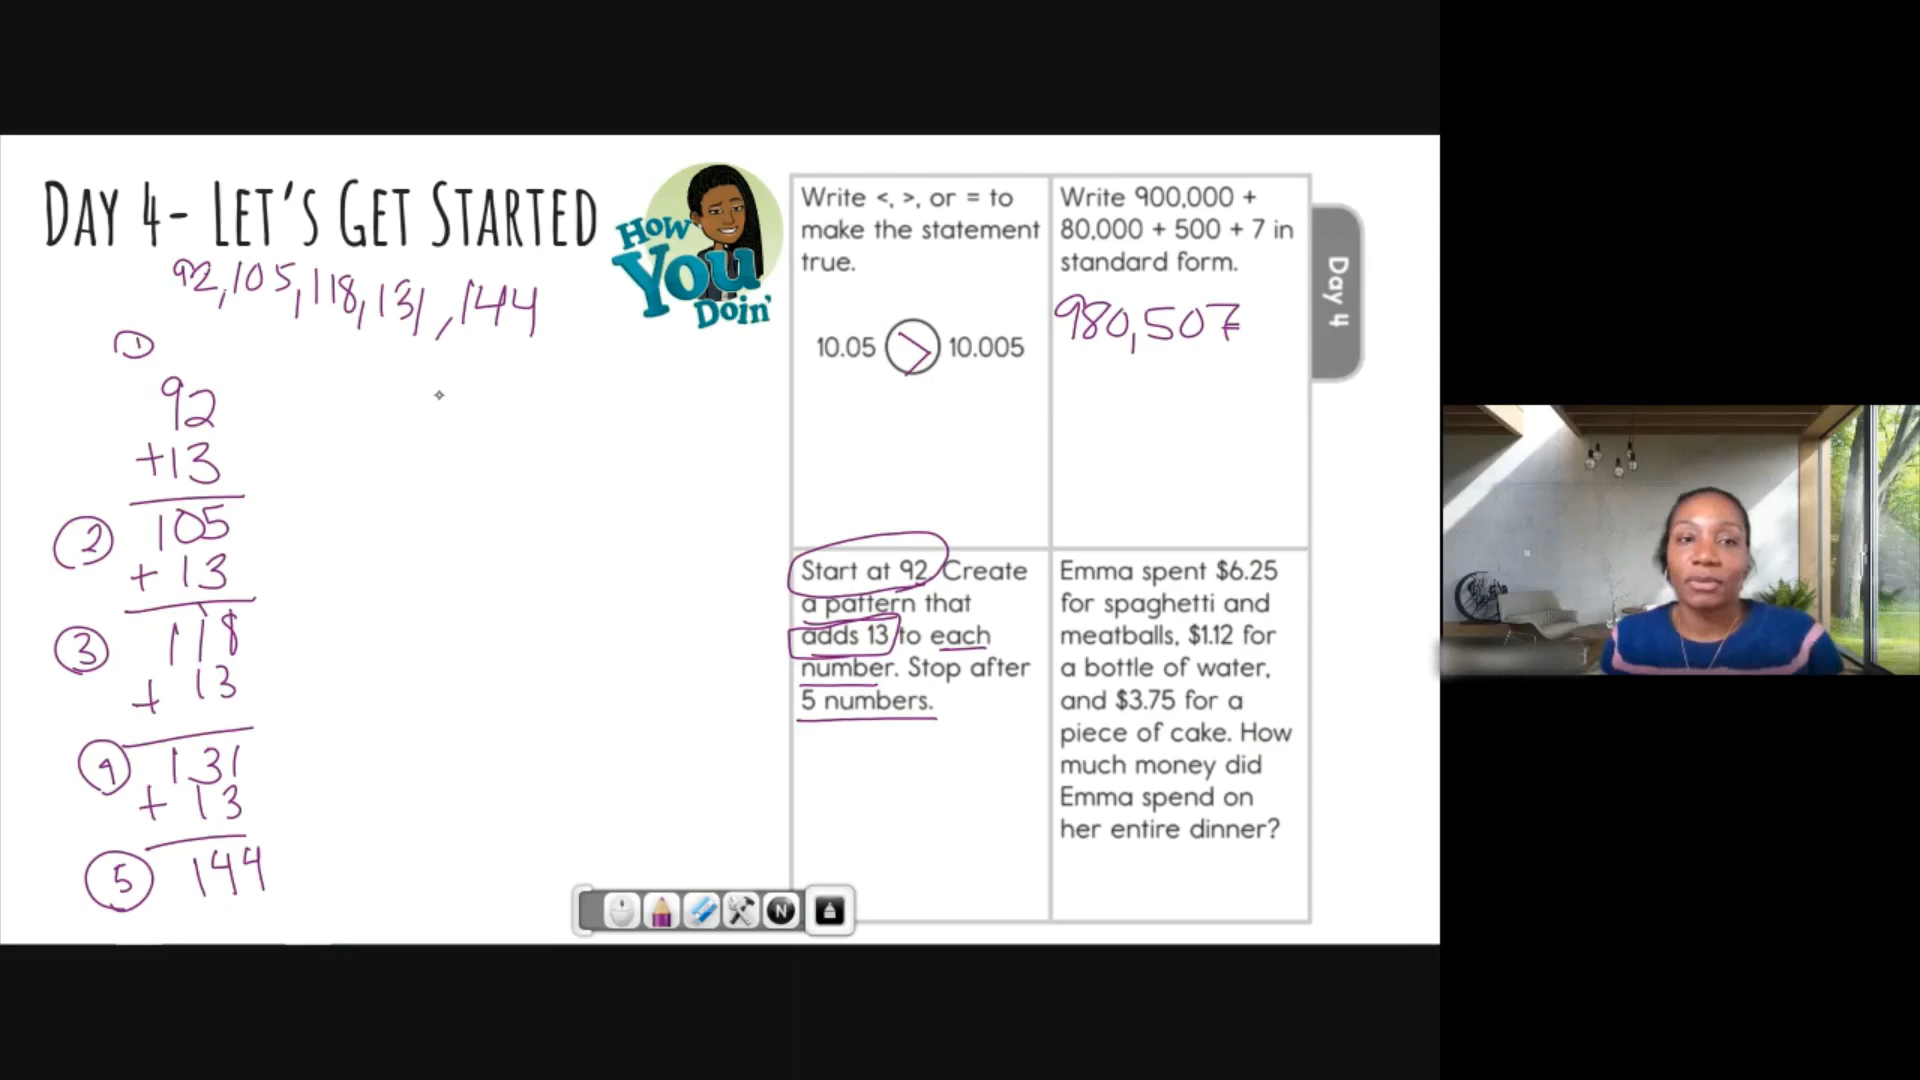 DAY 4- LET'S GET STARTED
92, 105, 118, 131, 144
1
92
+13
2 105
+ 13
3 118
+ 13
4 131
+ 13
5 144
How
You
Doin'
Write <, >, or = to
make the statement
true.
10.05 > 10.005
Write 900,000 +
80,000 + 500 + 7 in
standard form.
980,507
Start at 92. Create
a pattern that
adds 13 to each
number. Stop after
5 numbers.
Emma spent $6.25
for spaghetti and
meatballs, $1.12 for
a bottle of water,
and $3.75 for a
piece of cake. How
much money did
Emma spend on
her entire dinner?
Day 4
N